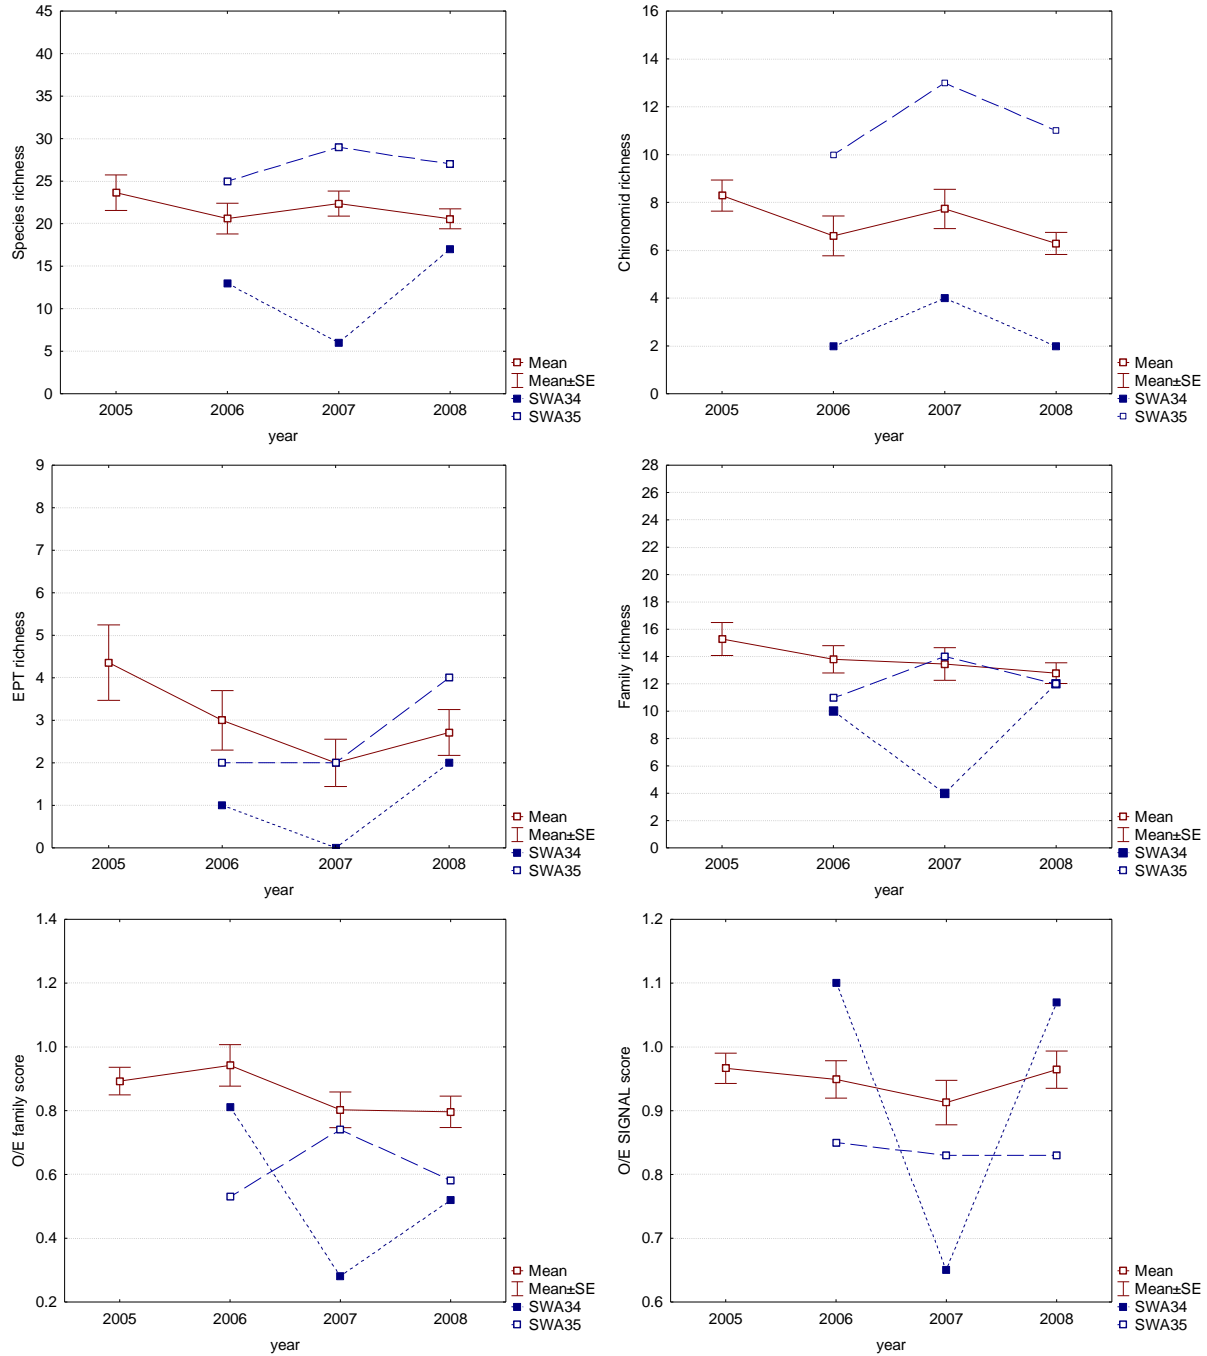 45
40
35
30
25
20
15
10
5
0
Species richness
2005 2006 2007 2008
year
Mean
Mean±SE
SWA34
SWA35
16
14
12
10
8
6
4
2
0
Chironomid richness
2005 2006 2007 2008
year
Mean
Mean±SE
SWA34
SWA35
9
8
7
6
5
4
3
2
1
0
EPT richness
2005 2006 2007 2008
year
Mean
Mean±SE
SWA34
SWA35
28
26
24
22
20
18
16
14
12
10
8
6
4
2
0
Family richness
2005 2006 2007 2008
year
Mean
Mean±SE
SWA34
SWA35
1.4
1.2
1.0
0.8
0.6
0.4
0.2
O/E family score
2005 2006 2007 2008
year
Mean
Mean±SE
SWA34
SWA35
1.2
1.1
1.0
0.9
0.8
0.7
0.6
O/E SIGNAL score
2005 2006 2007 2008
year
Mean
Mean±SE
SWA34
SWA35